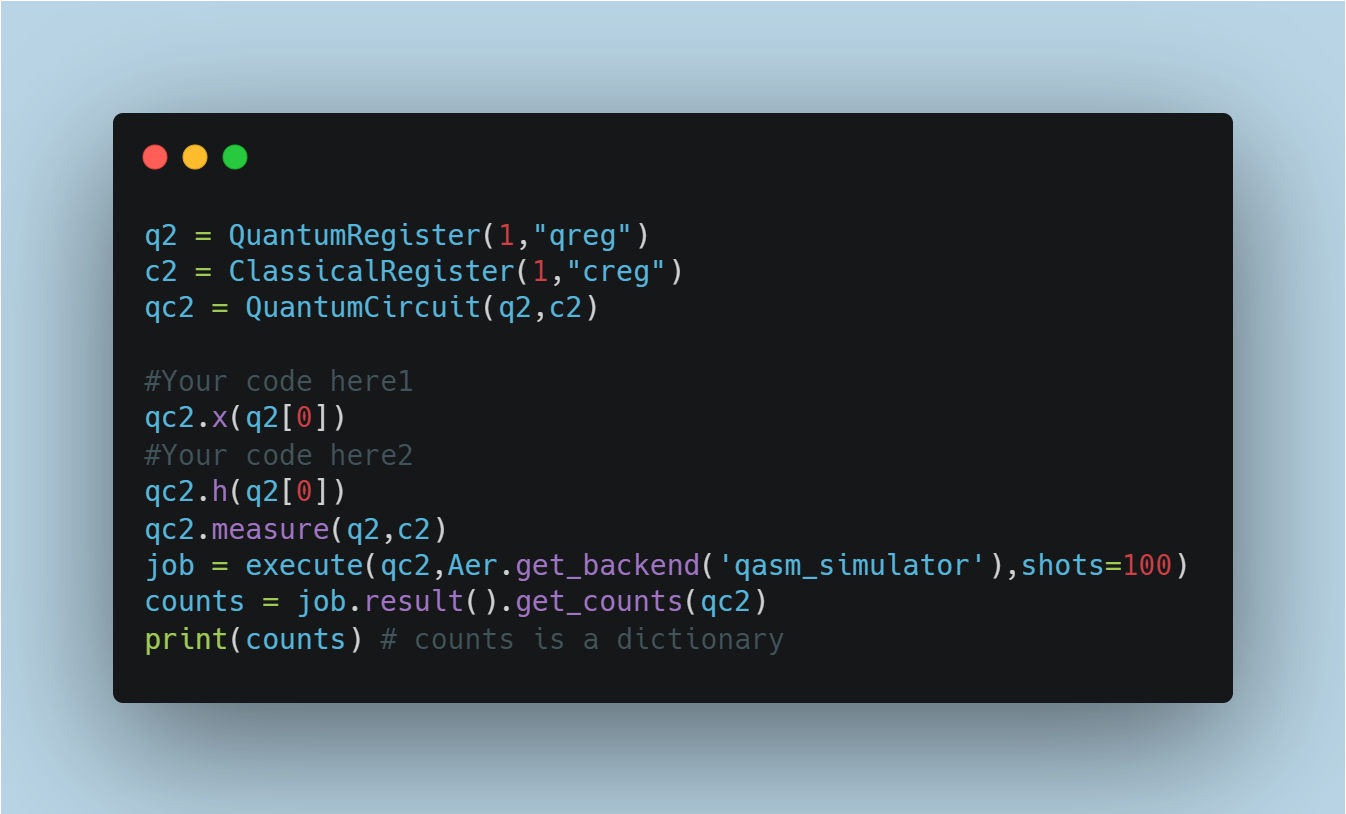 q2 = QuantumRegister(1,"qreg")
c2 = ClassicalRegister(1,"creg")
qc2 = QuantumCircuit(q2,c2)

#Your code here1
qc2.x(q2[0])
#Your code here2
qc2.h(q2[0])
qc2.measure(q2,c2)
job = execute(qc2,Aer.get_backend('qasm_simulator'),shots=100)
counts = job.result().get_counts(qc2)
print(counts) # counts is a dictionary